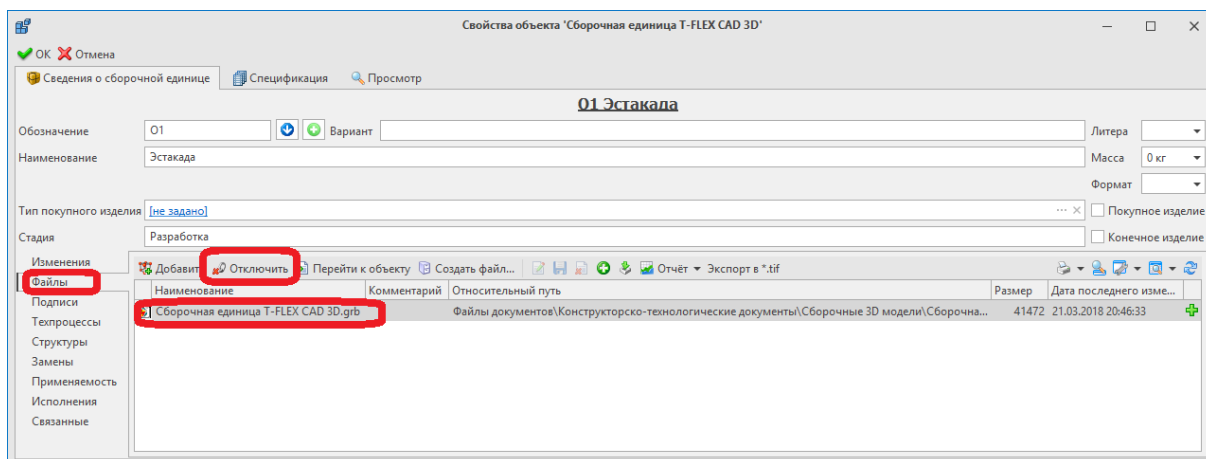 Свойства объекта 'Сборочная единица T-FLEX CAD 3D'
ОК Отмена
Сведения о сборочной единице Спецификация Просмотр
О1 Эстакада
Обозначение О1 Вариант Литера
Наименование Эстакада Масса 0 кг
Формат
Тип покупного изделия [не задано] Покупное изделие
Стадия Разработка Конечное изделие
Изменения
Файлы
Подписи
Техпроцессы
Структуры
Замены
Применяемость
Исполнения
Связанные
Добавить Отключить Перейти к объекту Создать файл... Отчёт Экспорт в *.tif
Наименование Комментарий Относительный путь Размер Дата последнего изме...
Сборочная единица T-FLEX CAD 3D.grb Файлы документов\Конструкторско-технологические документы\Сборочные 3D модели\Сборочна... 41472 21.03.2018 20:46:33